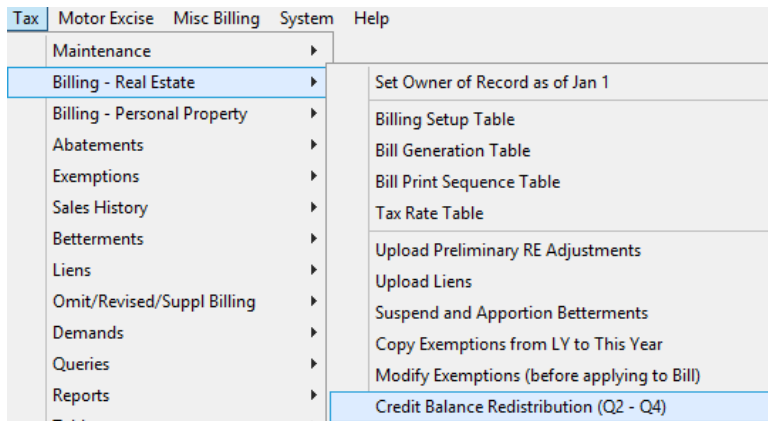 Tax Motor Excise Misc Billing System Help
Maintenance
Billing - Real Estate
Billing - Personal Property
Abatements
Exemptions
Sales History
Betterments
Liens
Omit/Revised/Suppl Billing
Demands
Queries
Reports
Set Owner of Record as of Jan 1
Billing Setup Table
Bill Generation Table
Bill Print Sequence Table
Tax Rate Table
Upload Preliminary RE Adjustments
Upload Liens
Suspend and Apportion Betterments
Copy Exemptions from LY to This Year
Modify Exemptions (before applying to Bill)
Credit Balance Redistribution (Q2 - Q4)